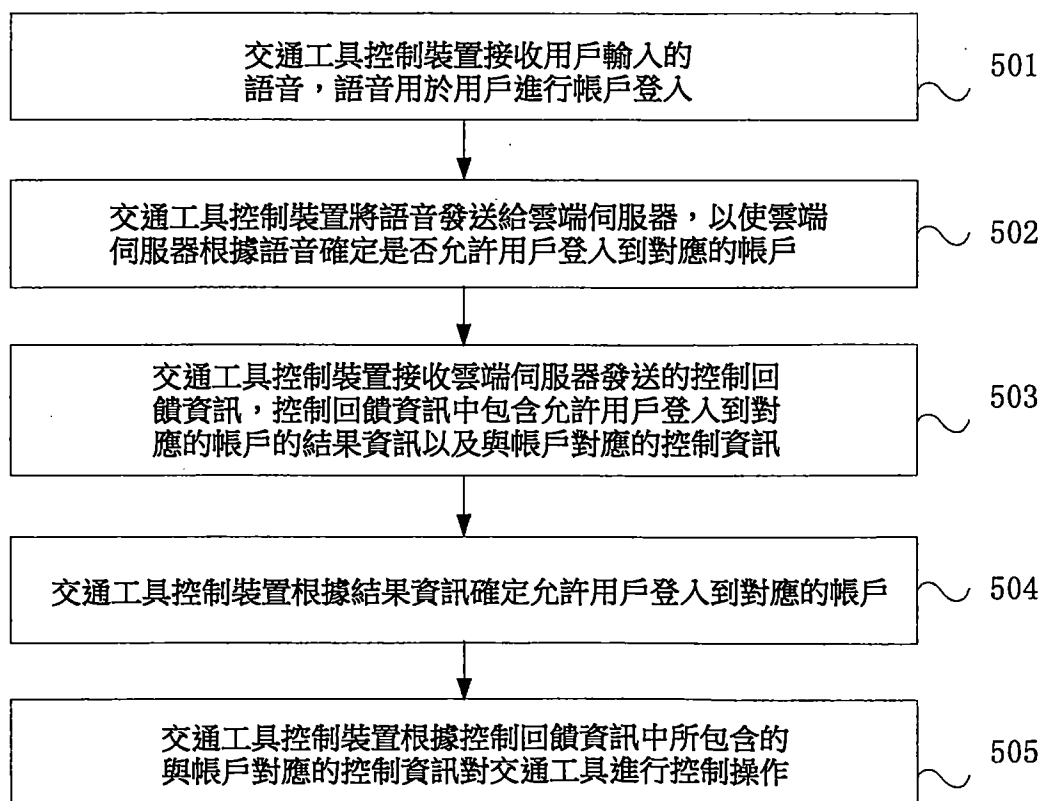 交通工具控制裝置接收用戶輸入的
語音，語音用於用戶進行帳戶登入
501
交通工具控制裝置將語音發送給雲端伺服器，以使雲端
伺服器根據語音確定是否允許用戶登入到對應的帳戶
502
交通工具控制裝置接收雲端伺服器發送的控制回
饋資訊，控制回饋資訊中包含允許用戶登入到對
應的帳戶的結果資訊以及與帳戶對應的控制資訊
503
交通工具控制裝置根據結果資訊確定允許用戶登入到對應的帳戶
504
交通工具控制裝置根據控制回饋資訊中所包含的
與帳戶對應的控制資訊對交通工具進行控制操作
505